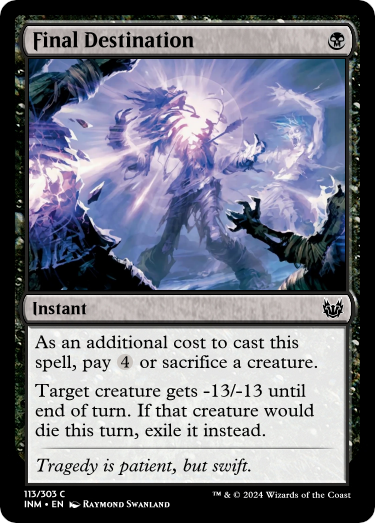 Final Destination
Instant
As an additional cost to cast this
spell, pay 4 or sacrifice a creature.
Target creature gets -13/-13 until
end of turn. If that creature would
die this turn, exile it instead.
Tragedy is patient, but swift.
113/303 C
INM • EN Raymond Swanland
™ & © 2024 Wizards of the Coast